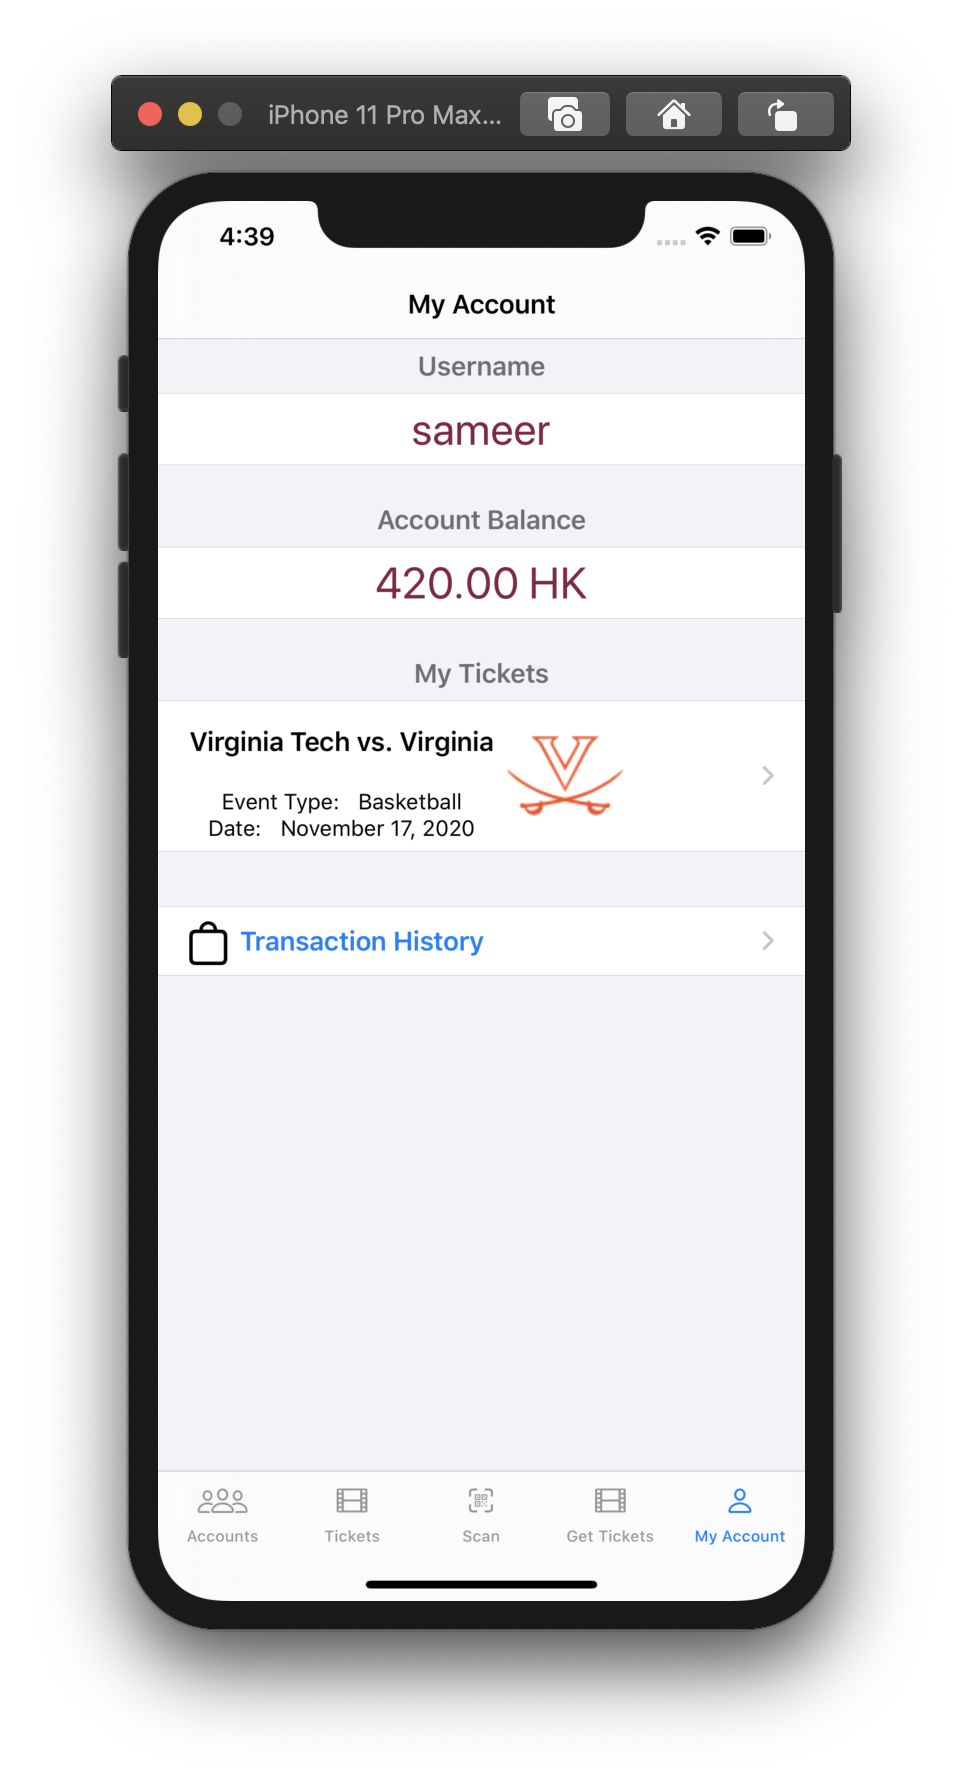 iPhone 11 Pro Max...
4:39
My Account
Username
sameer
Account Balance
420.00 HK
My Tickets
Virginia Tech vs. Virginia
V
Event Type: Basketball
Date: November 17, 2020
Transaction History
Accounts Tickets Scan Get Tickets My Account